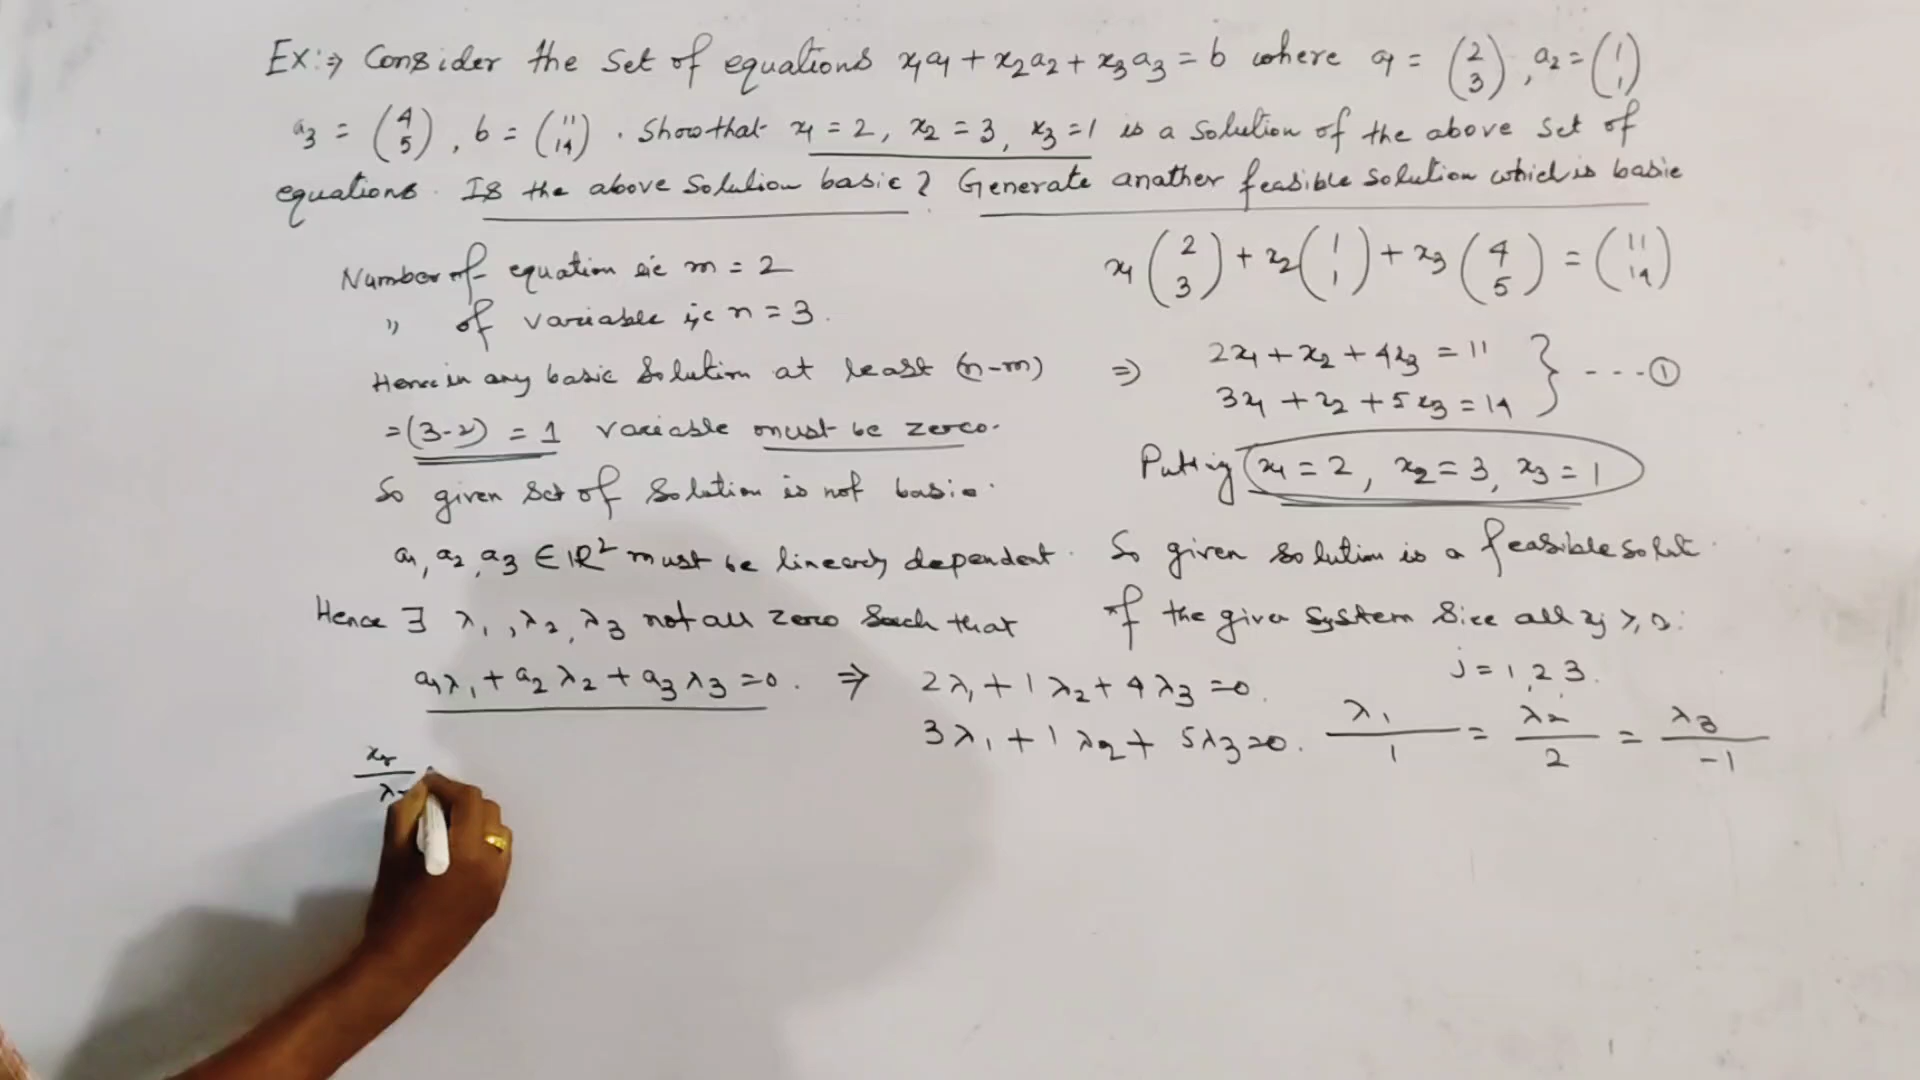 Ex:⇒ Consider the set of equations x₁a₁ + x₂a₂ + x₃a₃ = b where a₁ = (2 3), a₂ = (1 1)
a₃ = (4 5), b = (11 14). Show that x₁ = 2, x₂ = 3, x₃ = 1 is a solution of the above set of
equations. Is the above solution basic? Generate anather feasible solution which is basic
Number of equation i.e m = 2
" of variable i.e n = 3.
Hence in any basic solution at least (n-m)
= (3-2) = 1 variable must be zero.
So given set of solution is not basic.
a₁, a₂, a₃ ∈ ℝ² must be linearly dependent.
Hence ∃ λ₁, λ₂, λ₃ not all zero such that
a₁λ₁ + a₂λ₂ + a₃λ₃ = 0. ⇒ 2λ₁ + 1λ₂ + 4λ₃ = 0.
3λ₁ + 1λ₂ + 5λ₃ = 0.
x₁ (2 3) + x₂ (1 1) + x₃ (4 5) = (11 14)
⇒ 2x₁ + x₂ + 4x₃ = 11
3x₁ + x₂ + 5x₃ = 14 } ---①
Putting x₁ = 2, x₂ = 3, x₃ = 1
So given solution is a feasible solut
of the given system Sice all xj ≥ 0.
j = 1, 2, 3.
λ₁/1 = λ₂/2 = λ₃/-1
xr/λr